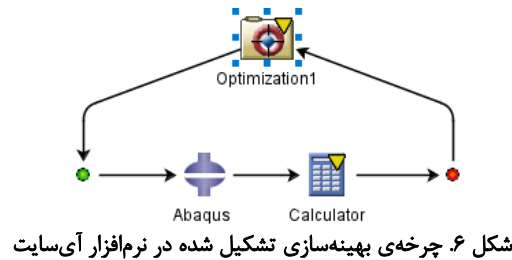 Optimization1
Abaqus
Calculator
شکل ۶. چرخه‌ی بهینه‌سازی تشکیل شده در نرم‌افزار آی‌سایت